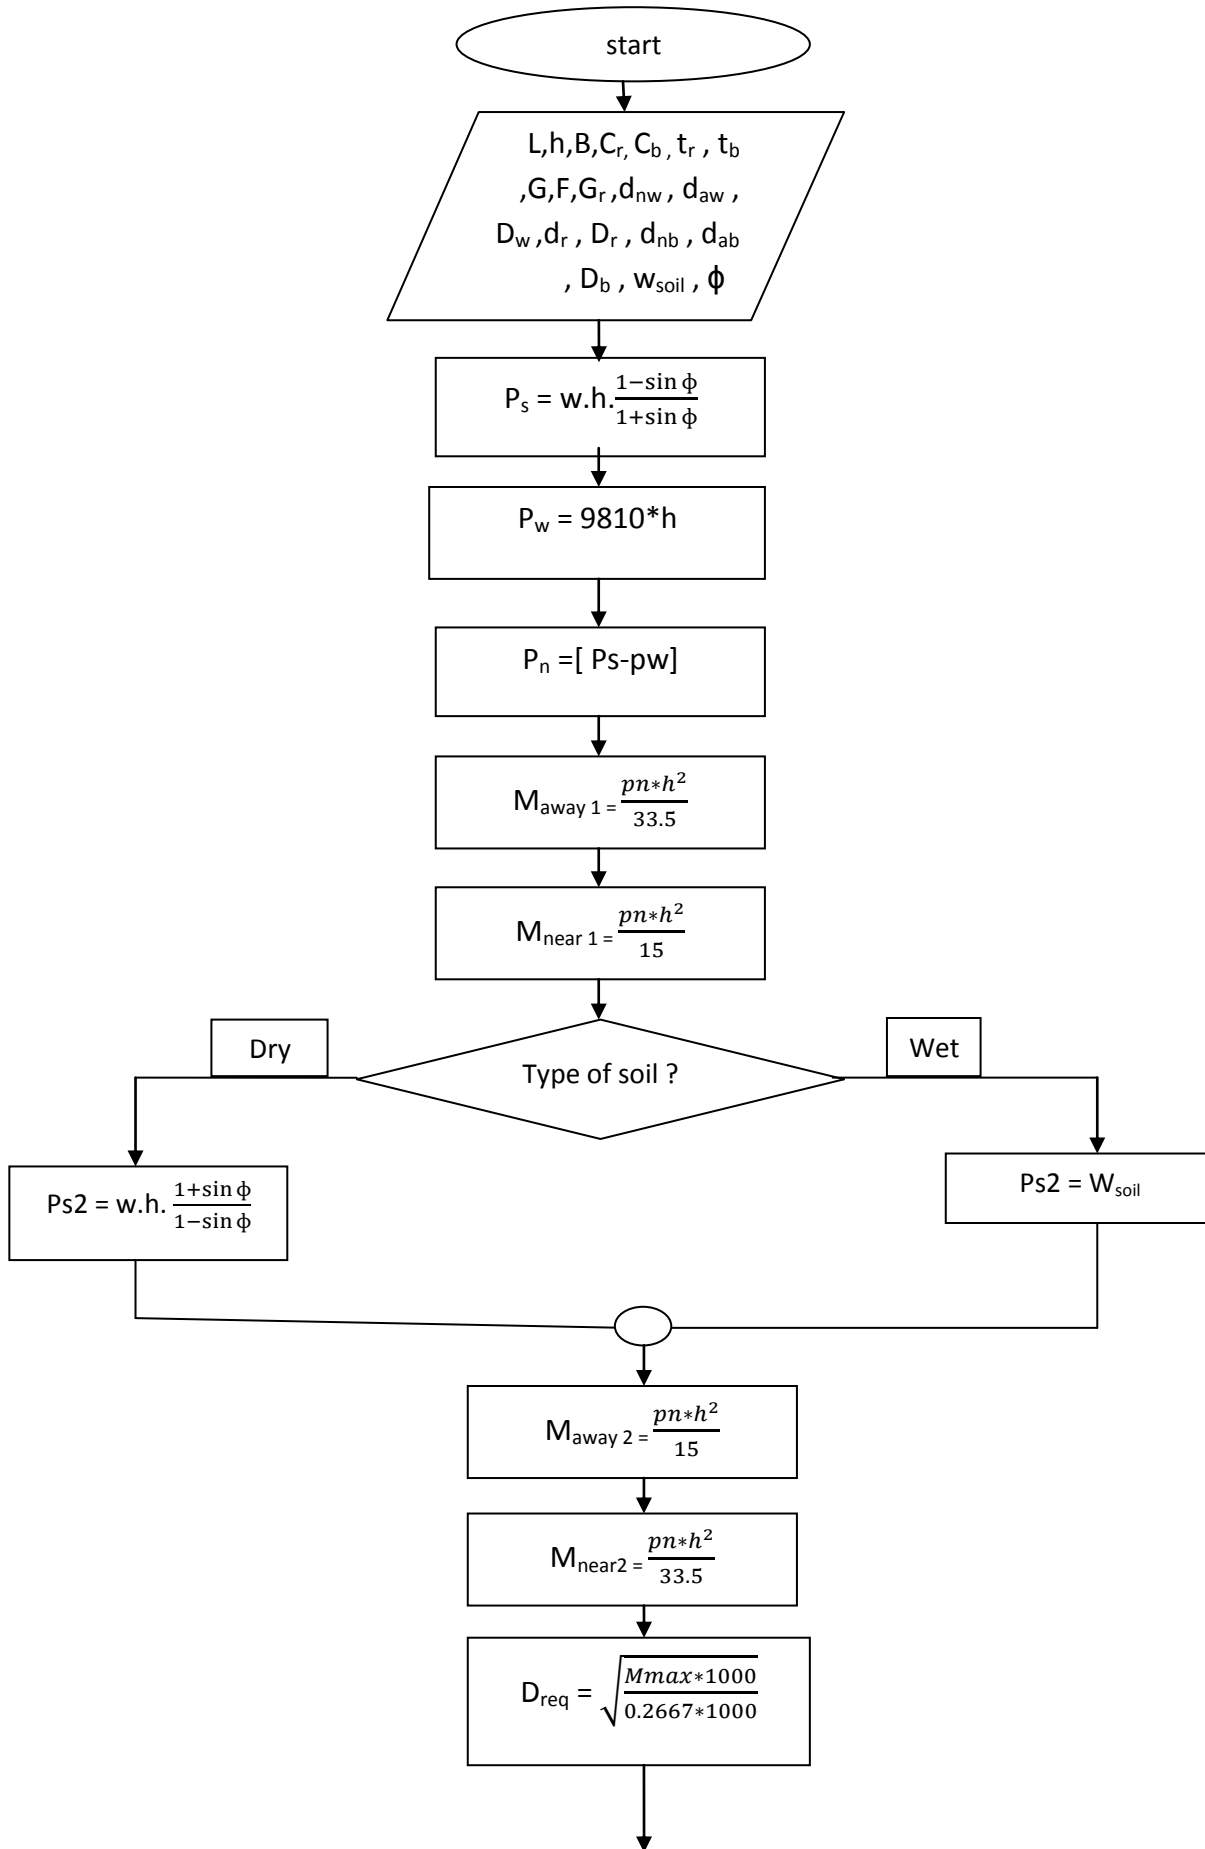 start
L,h,B,Cr, Cb , tr , tb
,G,F,Gr ,dnw , daw ,
Dw ,dr , Dr , dnb , dab
, Db , wsoil , ϕ
Ps = w.h. (1−sin ϕ)/(1+sin ϕ)
Pw = 9810*h
Pn =[ Ps-pw]
Maway 1 = (pn∗h²)/33.5
Mnear 1 = (pn∗h²)/15
Dry
Type of soil ?
Wet
Ps2 = w.h. (1+sin ϕ)/(1−sin ϕ)
Ps2 = Wsoil
Maway 2 = (pn∗h²)/15
Mnear2 = (pn∗h²)/33.5
Dreq = √((Mmax∗1000)/(0.2667∗1000))